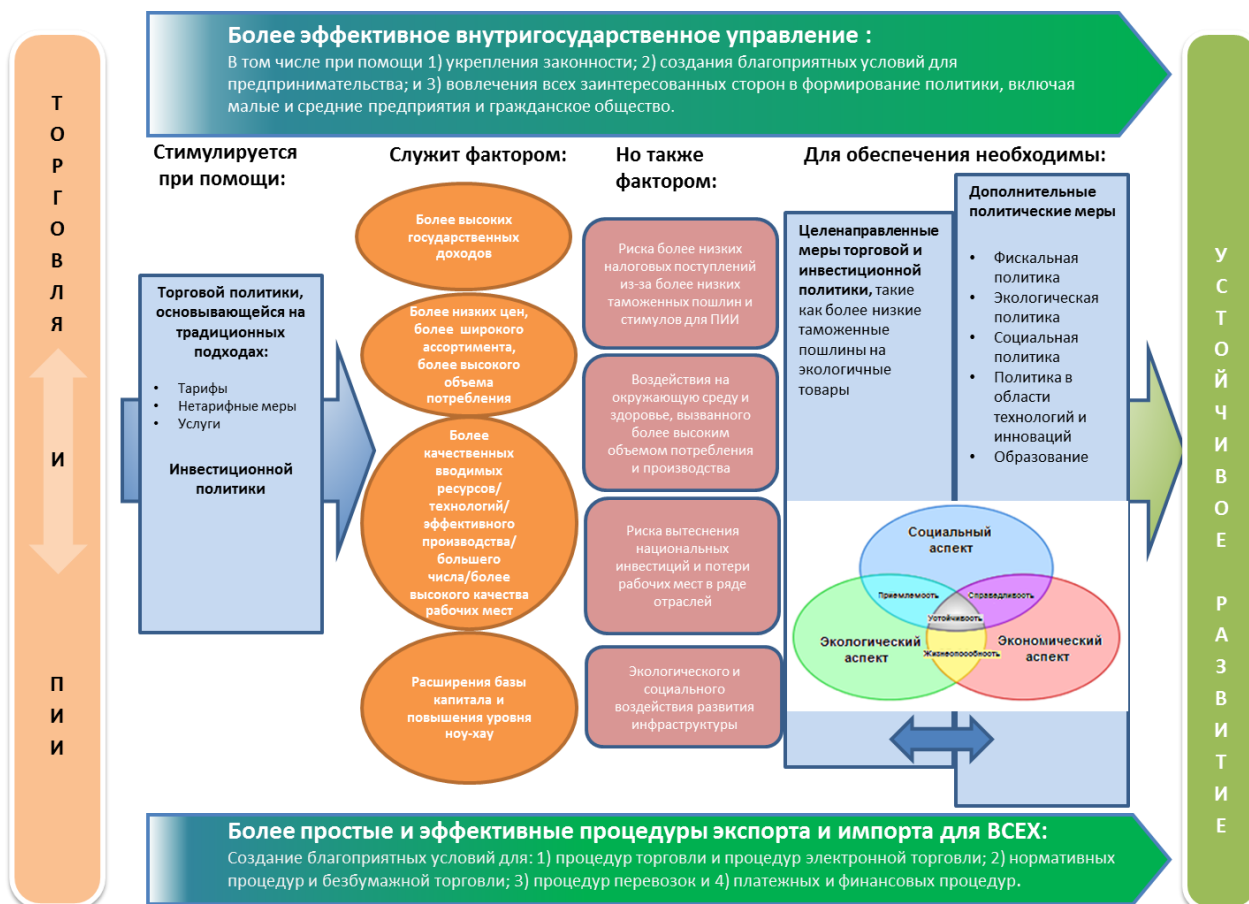 Более эффективное внутригосударственное управление :
В том числе при помощи 1) укрепления законности; 2) создания благоприятных условий для
предпринимательства; и 3) вовлечения всех заинтересованных сторон в формирование политики, включая
малые и средние предприятия и гражданское общество.
Т
О
Р
Г
О
В
Л
Я
И
П
И
И
Стимулируется
при помощи:
Торговой политики,
основывающейся на
традиционных
подходах:
• Тарифы
• Нетарифные меры
• Услуги
Инвестиционной
политики
Служит фактором:
Более высоких
государственных
доходов
Более низких цен,
более широкого
ассортимента,
более высокого
объема
потребления
Более
качественных
вводимых
ресурсов/
технологий/
эффективного
производства/
большего
числа/более
высокого качества
рабочих мест
Расширения базы
капитала и
повышения уровня
ноу-хау
Но также
фактором:
Риска более низких
налоговых поступлений
из-за более низких
таможенных пошлин и
стимулов для ПИИ
Воздействия на
окружающую среду и
здоровье, вызванного
более высоким
объемом потребления
и производства
Риска вытеснения
национальных
инвестиций и потери
рабочих мест в ряде
отраслей
Экологического и
социального
воздействия развития
инфраструктуры
Для обеспечения необходимы:
Целенаправленные
меры торговой и
инвестиционной
политики, такие
как более низкие
таможенные
пошлины на
экологичные
товары
Дополнительные
политические меры
• Фискальная
политика
• Экологическая
политика
• Социальная
политика
• Политика в
области
технологий и
инноваций
• Образование
Социальный
аспект
Приемлемость
Справедливость
Устойчивость
Экологический
аспект
Экономический
аспект
Жизнеспособность
У
С
Т
О
Й
Ч
И
В
О
Е
Р
А
З
В
И
Т
И
Е
Более простые и эффективные процедуры экспорта и импорта для ВСЕХ:
Создание благоприятных условий для: 1) процедур торговли и процедур электронной торговли; 2) нормативных
процедур и безбумажной торговли; 3) процедур перевозок и 4) платежных и финансовых процедур.